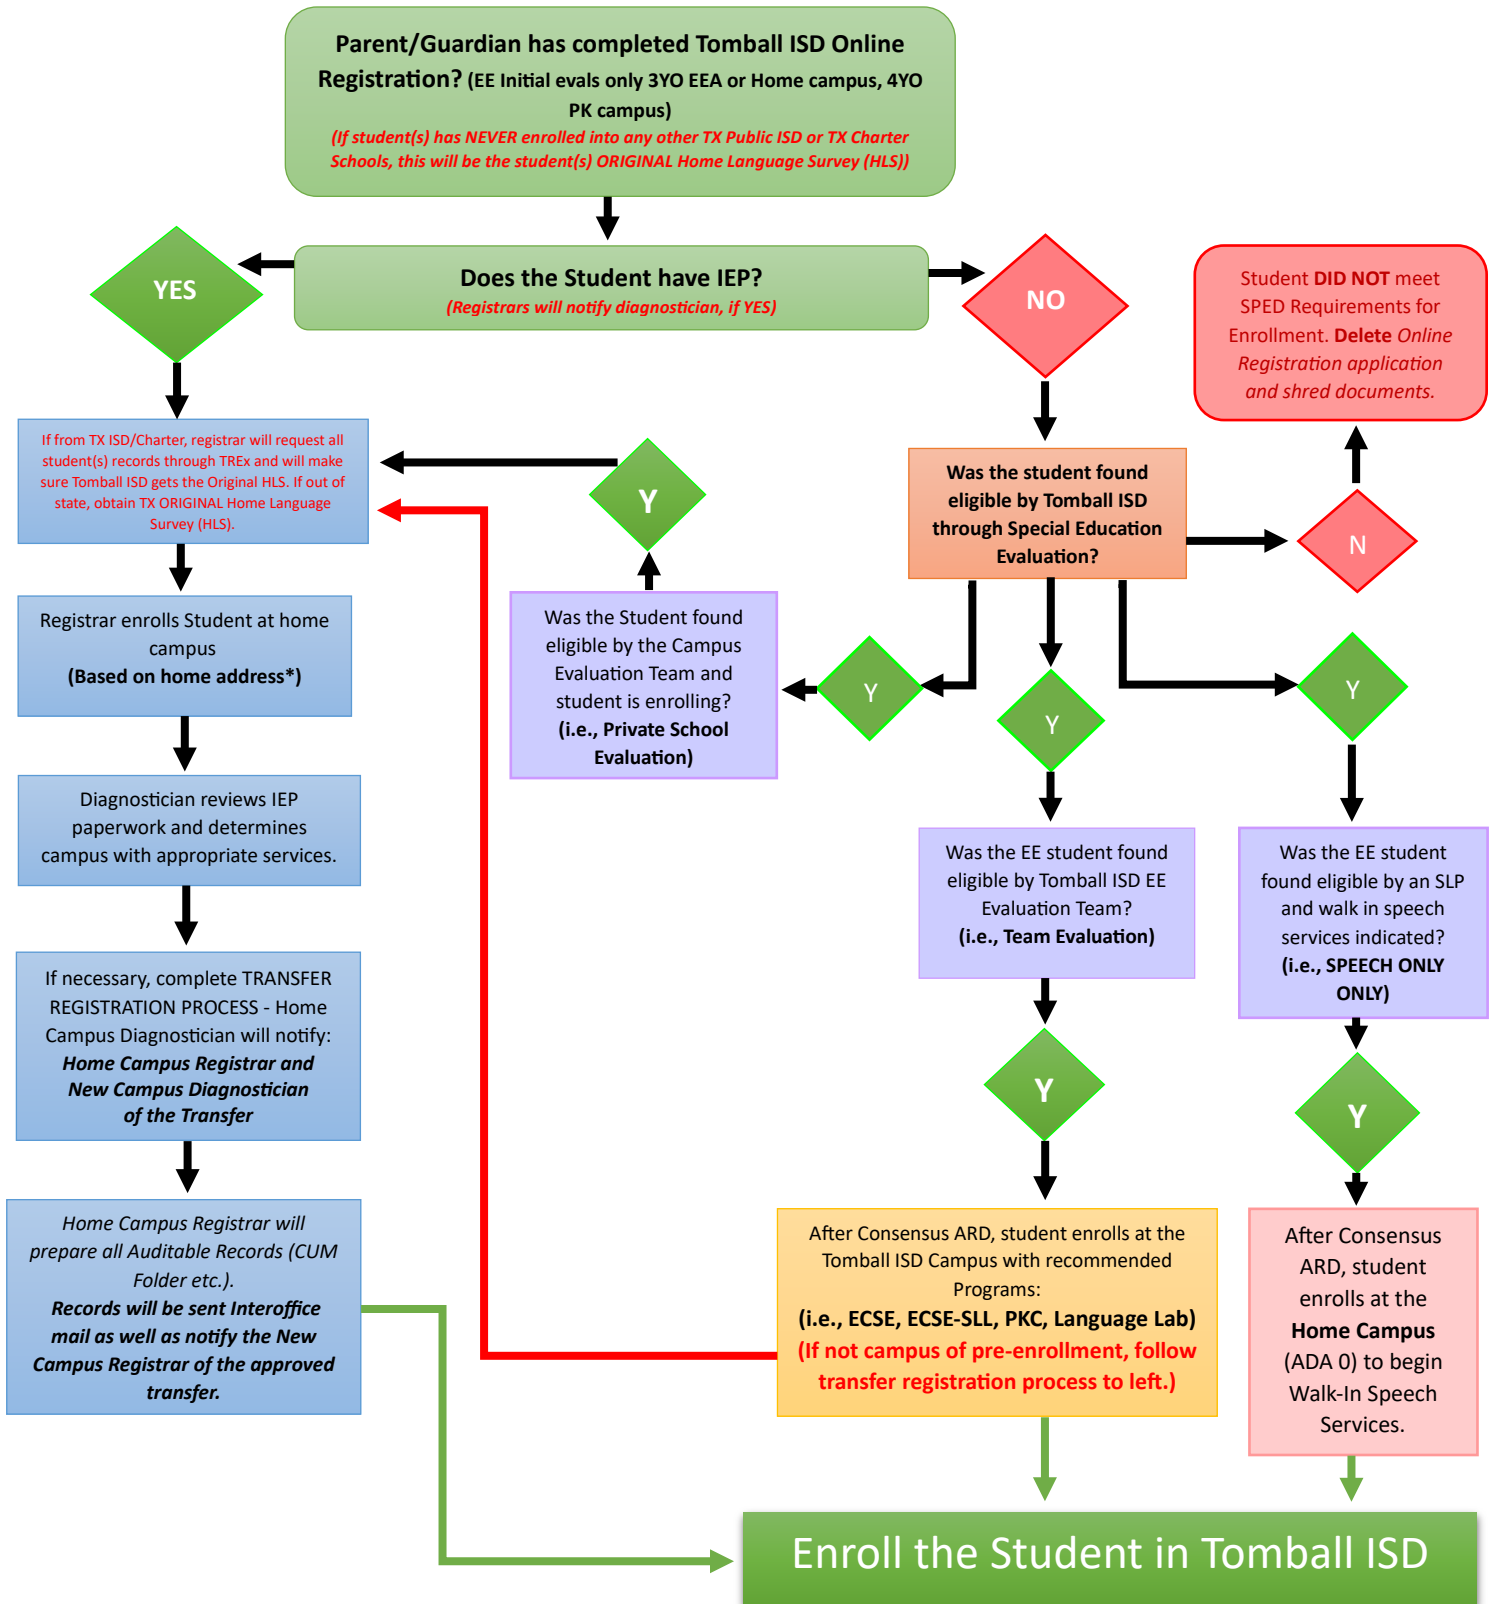 Parent/Guardian has completed Tomball ISD Online
Registration? (EE Initial evals only 3YO EEA or Home campus, 4YO
PK campus)
(If student(s) has NEVER enrolled into any other TX Public ISD or TX Charter
Schools, this will be the student(s) ORIGINAL Home Language Survey (HLS))
Does the Student have IEP?
(Registrars will notify diagnostician, if YES)
YES
NO
Student DID NOT meet
SPED Requirements for
Enrollment. Delete Online
Registration application
and shred documents.
If from TX ISD/Charter, registrar will request all
student(s) records through TREx and will make
sure Tomball ISD gets the Original HLS. If out of
state, obtain TX ORIGINAL Home Language
Survey (HLS).
Y
Was the student found
eligible by Tomball ISD
through Special Education
Evaluation?
N
Registrar enrolls Student at home
campus
(Based on home address*)
Was the Student found
eligible by the Campus
Evaluation Team and
student is enrolling?
(i.e., Private School
Evaluation)
Y
Y
Y
Diagnostician reviews IEP
paperwork and determines
campus with appropriate services.
Was the EE student found
eligible by Tomball ISD EE
Evaluation Team?
(i.e., Team Evaluation)
Was the EE student
found eligible by an SLP
and walk in speech
services indicated?
(i.e., SPEECH ONLY
ONLY)
If necessary, complete TRANSFER
REGISTRATION PROCESS - Home
Campus Diagnostician will notify:
Home Campus Registrar and
New Campus Diagnostician
of the Transfer
Y
Y
Home Campus Registrar will
prepare all Auditable Records (CUM
Folder etc.).
Records will be sent Interoffice
mail as well as notify the New
Campus Registrar of the approved
transfer.
After Consensus ARD, student enrolls at the
Tomball ISD Campus with recommended
Programs:
(i.e., ECSE, ECSE-SLL, PKC, Language Lab)
(If not campus of pre-enrollment, follow
transfer registration process to left.)
After Consensus
ARD, student
enrolls at the
Home Campus
(ADA 0) to begin
Walk-In Speech
Services.
Enroll the Student in Tomball ISD